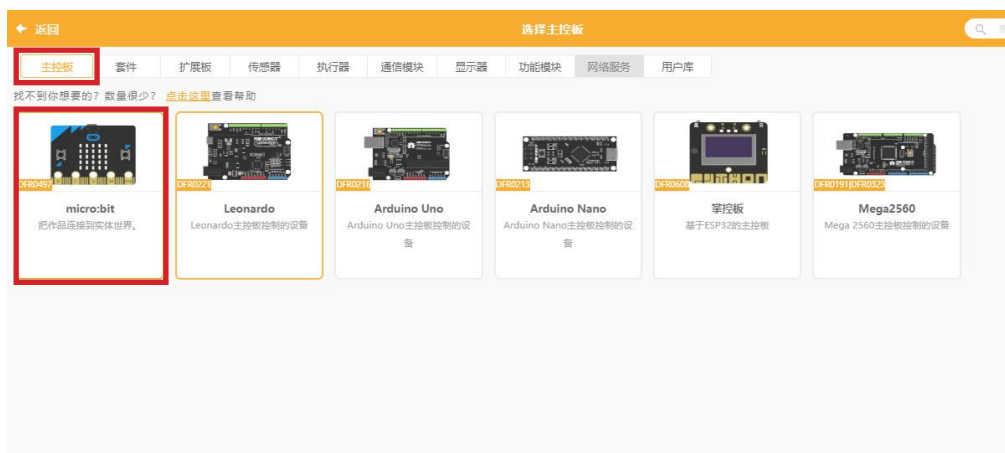 返回
选择主控板
主控板 套件 扩展板 传感器 执行器 通信模块 显示器 功能模块 网络服务 用户库
找不到你想要的？数量很少？ 点击这里查看帮助
DFR0497
micro:bit
把作品连接到实体世界。
DFR0221
Leonardo
Leonardo主控板控制的设备
DFR0216
Arduino Uno
Arduino Uno主控板控制的设
备
DFR0213
Arduino Nano
Arduino Nano主控板控制的设
备
DFR0608
掌控板
基于ESP32的主控板
DFR0191|DFR0323
Mega2560
Mega 2560主控板控制的设备